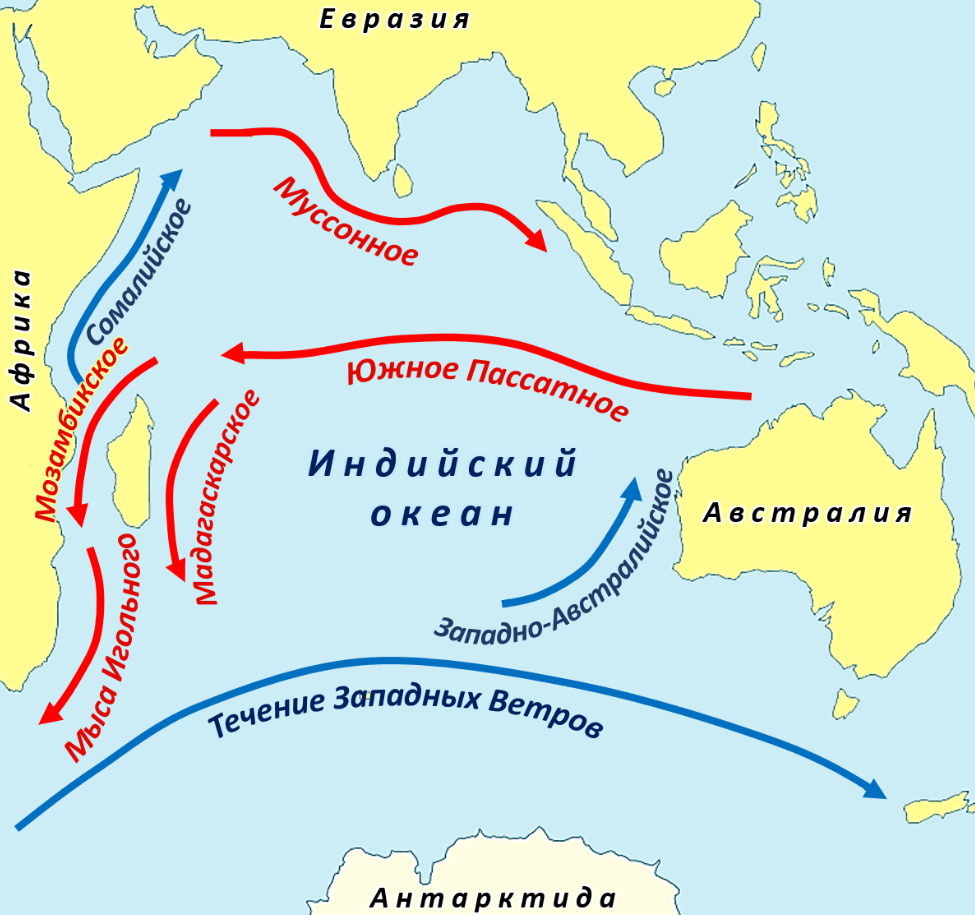 Евразия
Муссонное
Сомалийское
Африка
Мозамбикское
Южное Пассатное
Мадагаскарское
Индийский
океан
Западно-Австралийское
Австралия
Мыса Игольного
Течение Западных Ветров
Антарктида